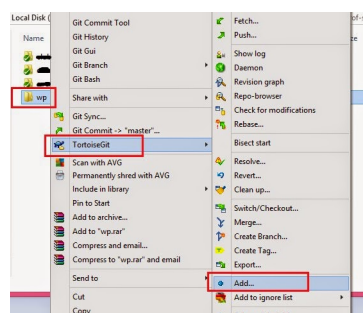 Local Disk (
of-s
Name
ze
wp
Git Commit Tool
Git History
Git Gui
Git Branch
Git Bash
Share with
Git Sync...
Git Commit -> "master"...
TortoiseGit
Scan with AVG
Permanently shred with AVG
Include in library
Pin to Start
Add to archive...
Add to "wp.rar"
Compress and email...
Compress to "wp.rar" and email
Send to
Cut
Copy
Fetch...
Push...
Show log
Daemon
Revision graph
Repo-browser
Check for modifications
Rebase...
Bisect start
Resolve...
Revert...
Clean up...
Switch/Checkout...
Merge...
Create Branch...
Create Tag...
Export...
Add...
Add to ignore list